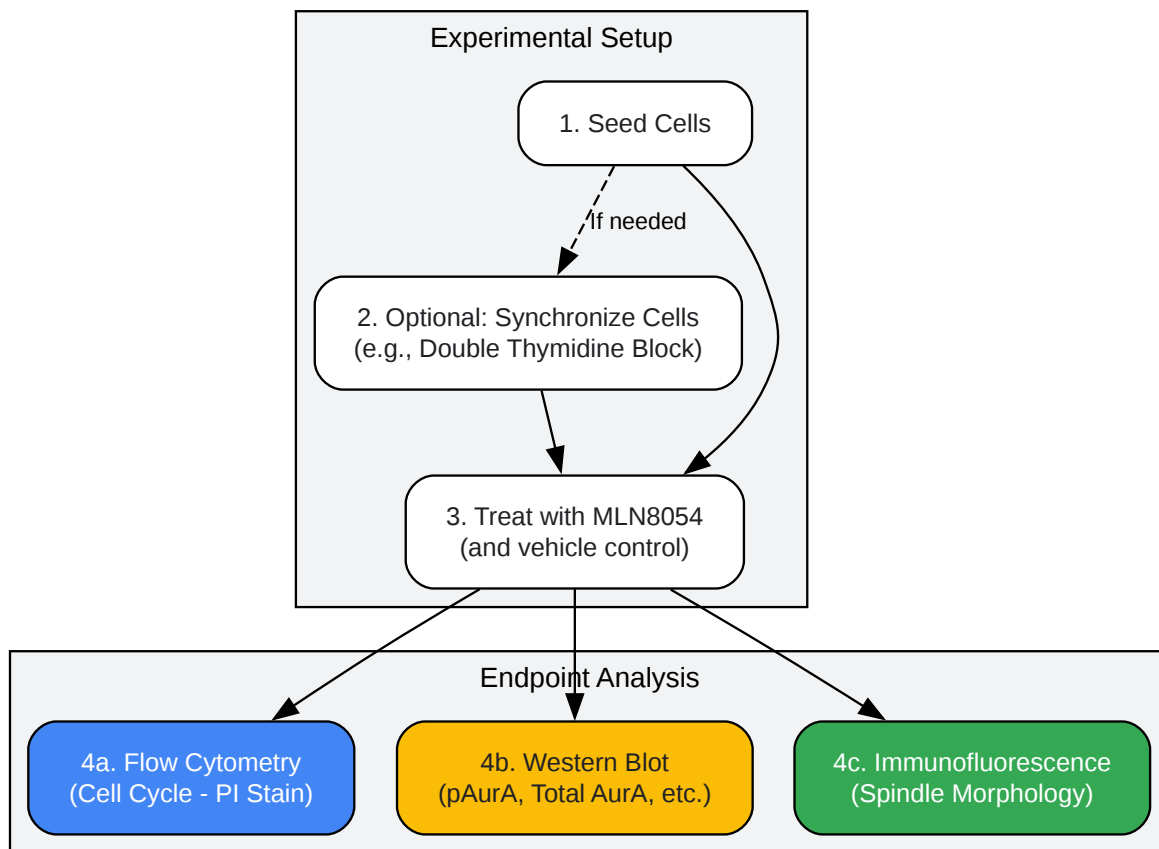 Experimental Setup
1. Seed Cells
If needed
2. Optional: Synchronize Cells
(e.g., Double Thymidine Block)
3. Treat with MLN8054
(and vehicle control)
Endpoint Analysis
4a. Flow Cytometry
(Cell Cycle - PI Stain)
4b. Western Blot
(pAurA, Total AurA, etc.)
4c. Immunofluorescence
(Spindle Morphology)